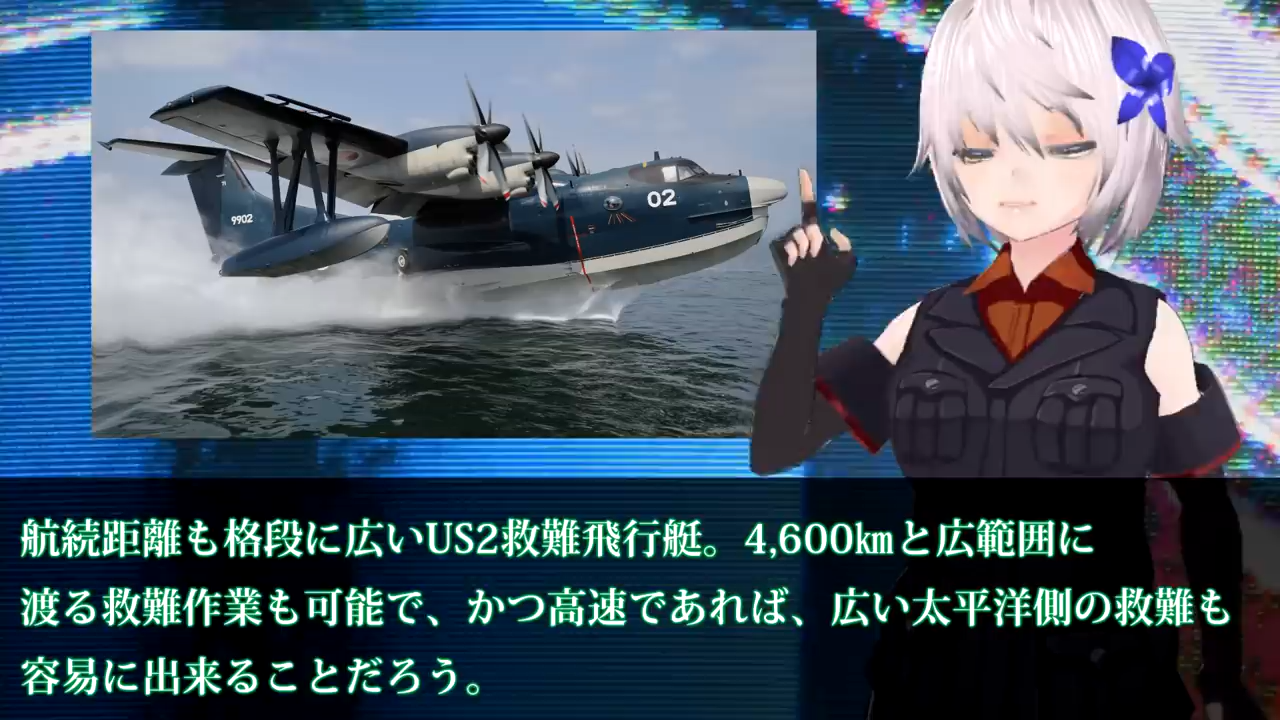 9902
02
航続距離も格段に広いUS2救難飛行艇。4,600㎞と広範囲に
渡る救難作業も可能で、かつ高速であれば、広い太平洋側の救難も
容易に出来ることだろう。